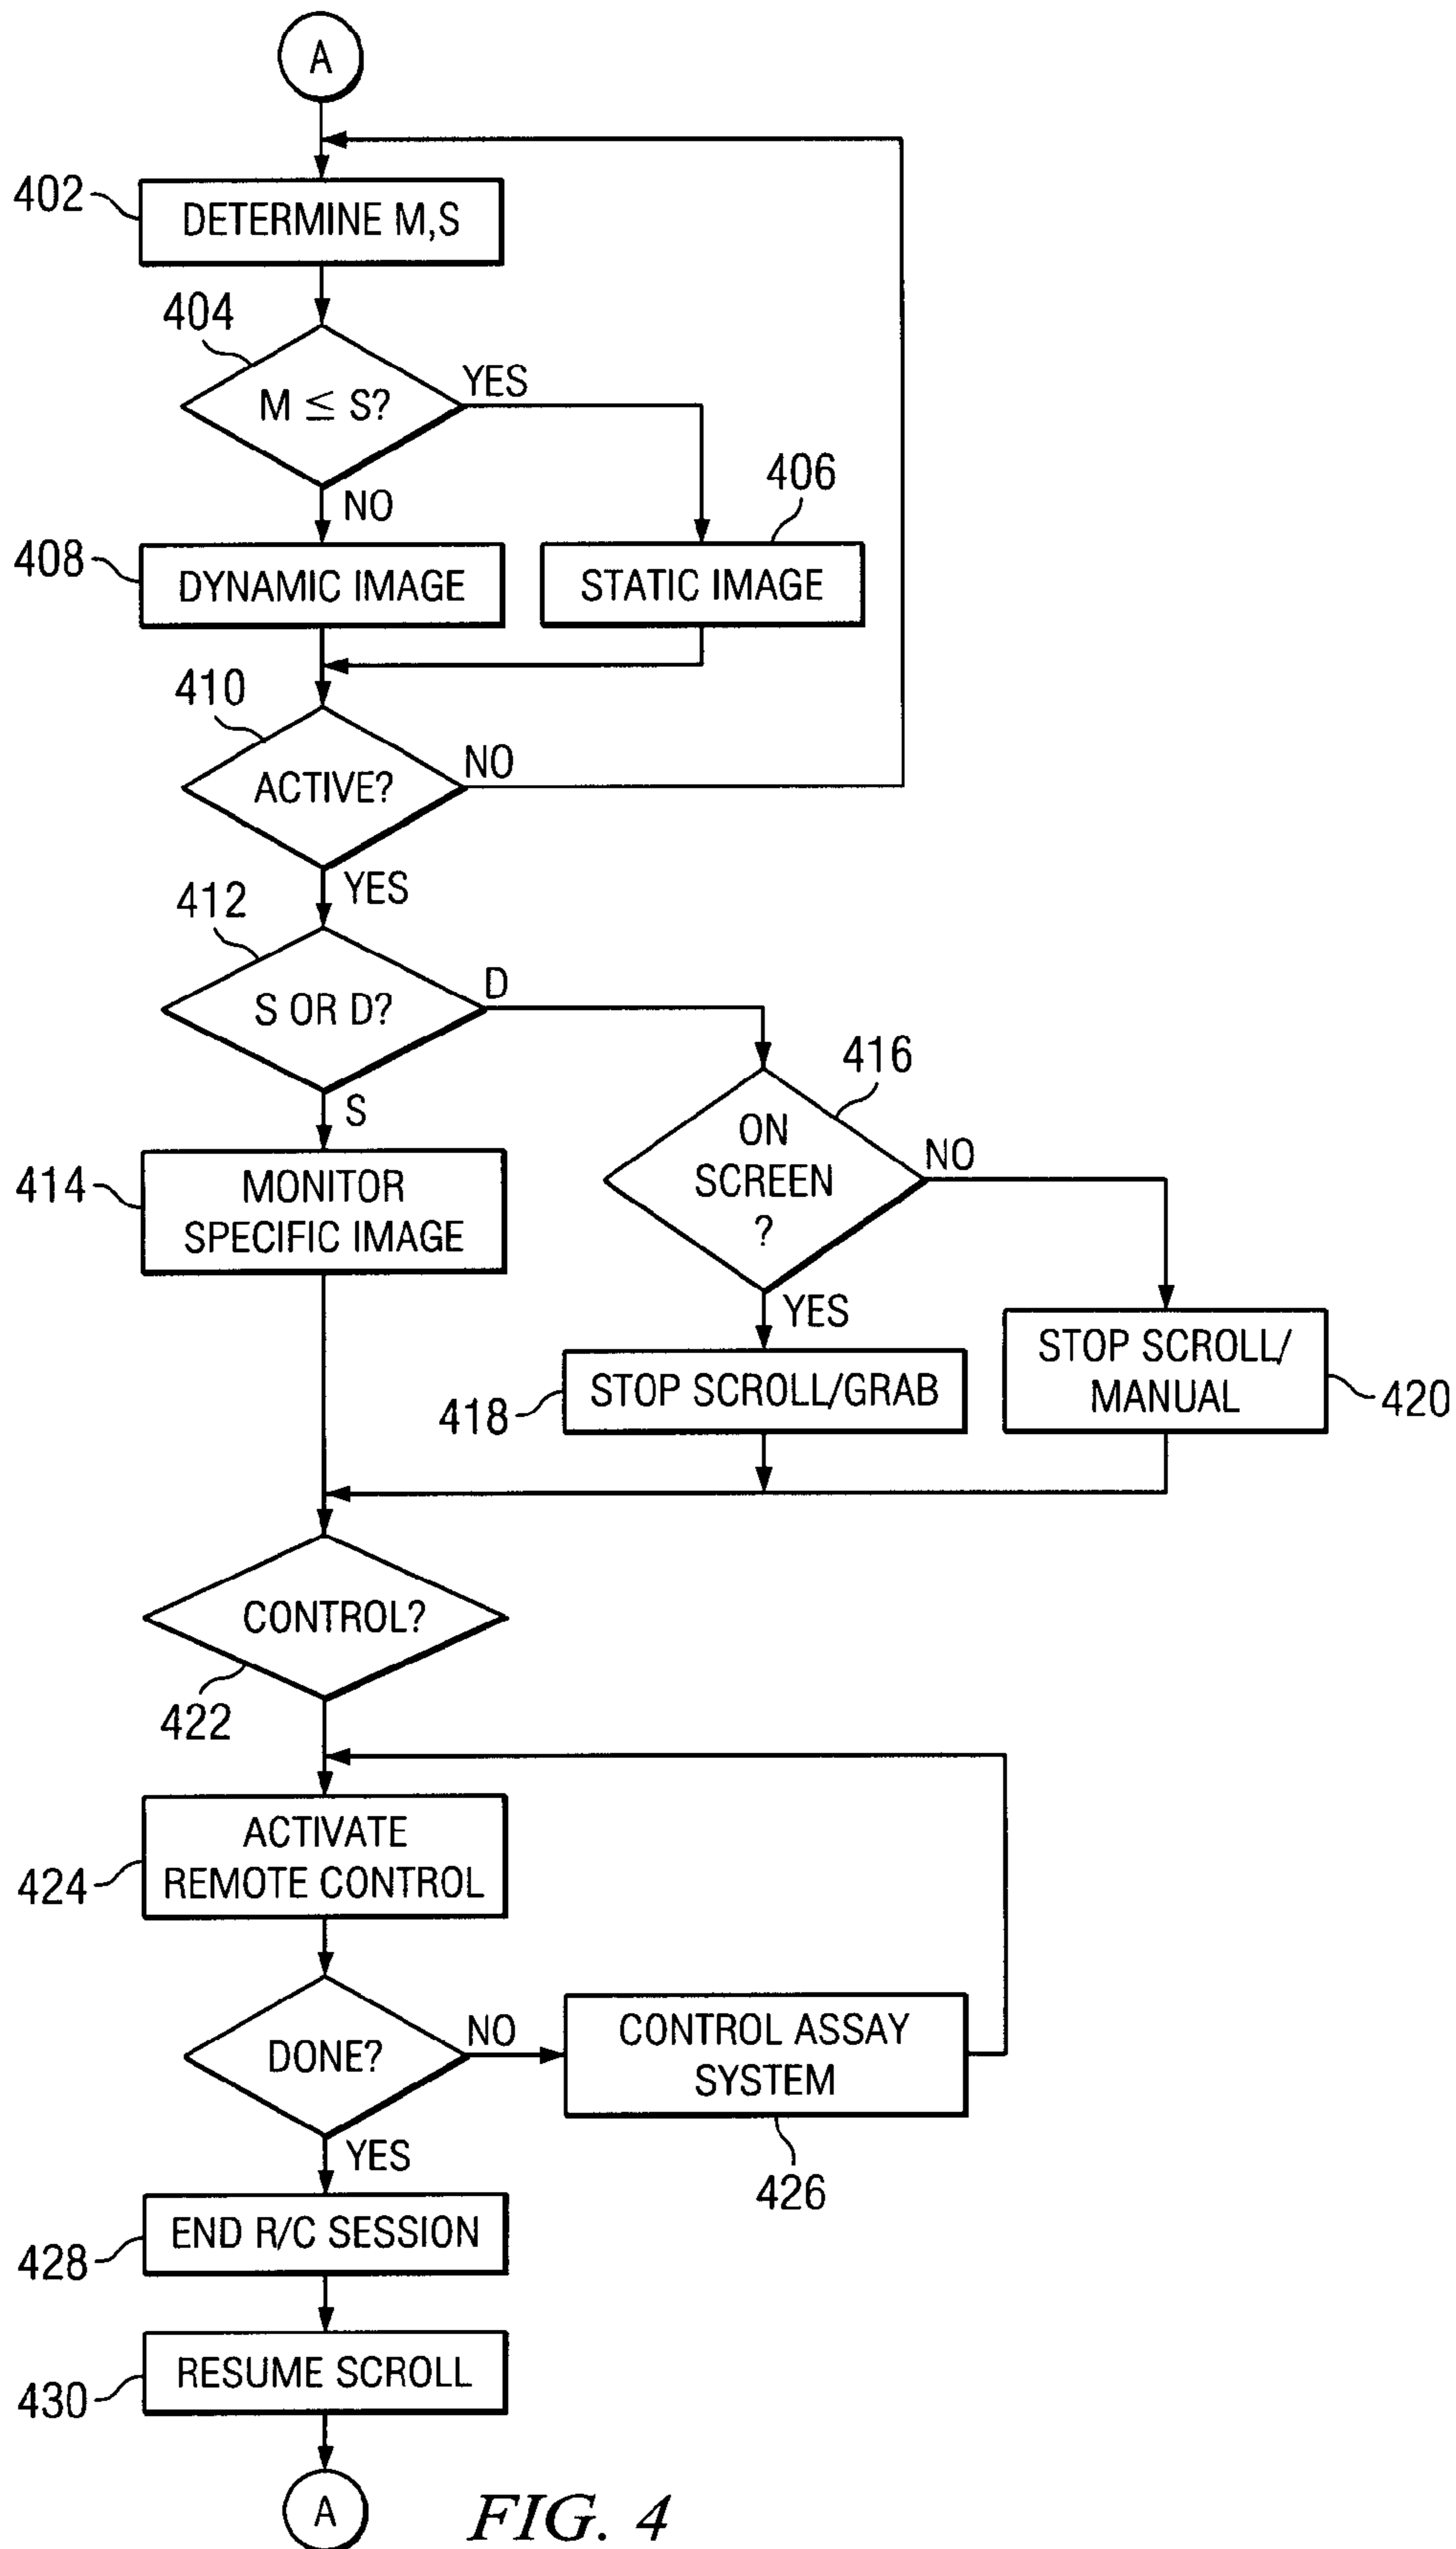 A
402
DETERMINE M,S
404
M ≦ S?
YES
NO
406
408
DYNAMIC IMAGE
STATIC IMAGE
410
ACTIVE?
NO
YES
412
S OR D?
D
S
416
ON
SCREEN
?
NO
YES
414
MONITOR
SPECIFIC IMAGE
418
STOP SCROLL/GRAB
STOP SCROLL/
MANUAL
420
CONTROL?
422
424
ACTIVATE
REMOTE CONTROL
DONE?
NO
CONTROL ASSAY
SYSTEM
426
YES
428
END R/C SESSION
430
RESUME SCROLL
A
FIG. 4